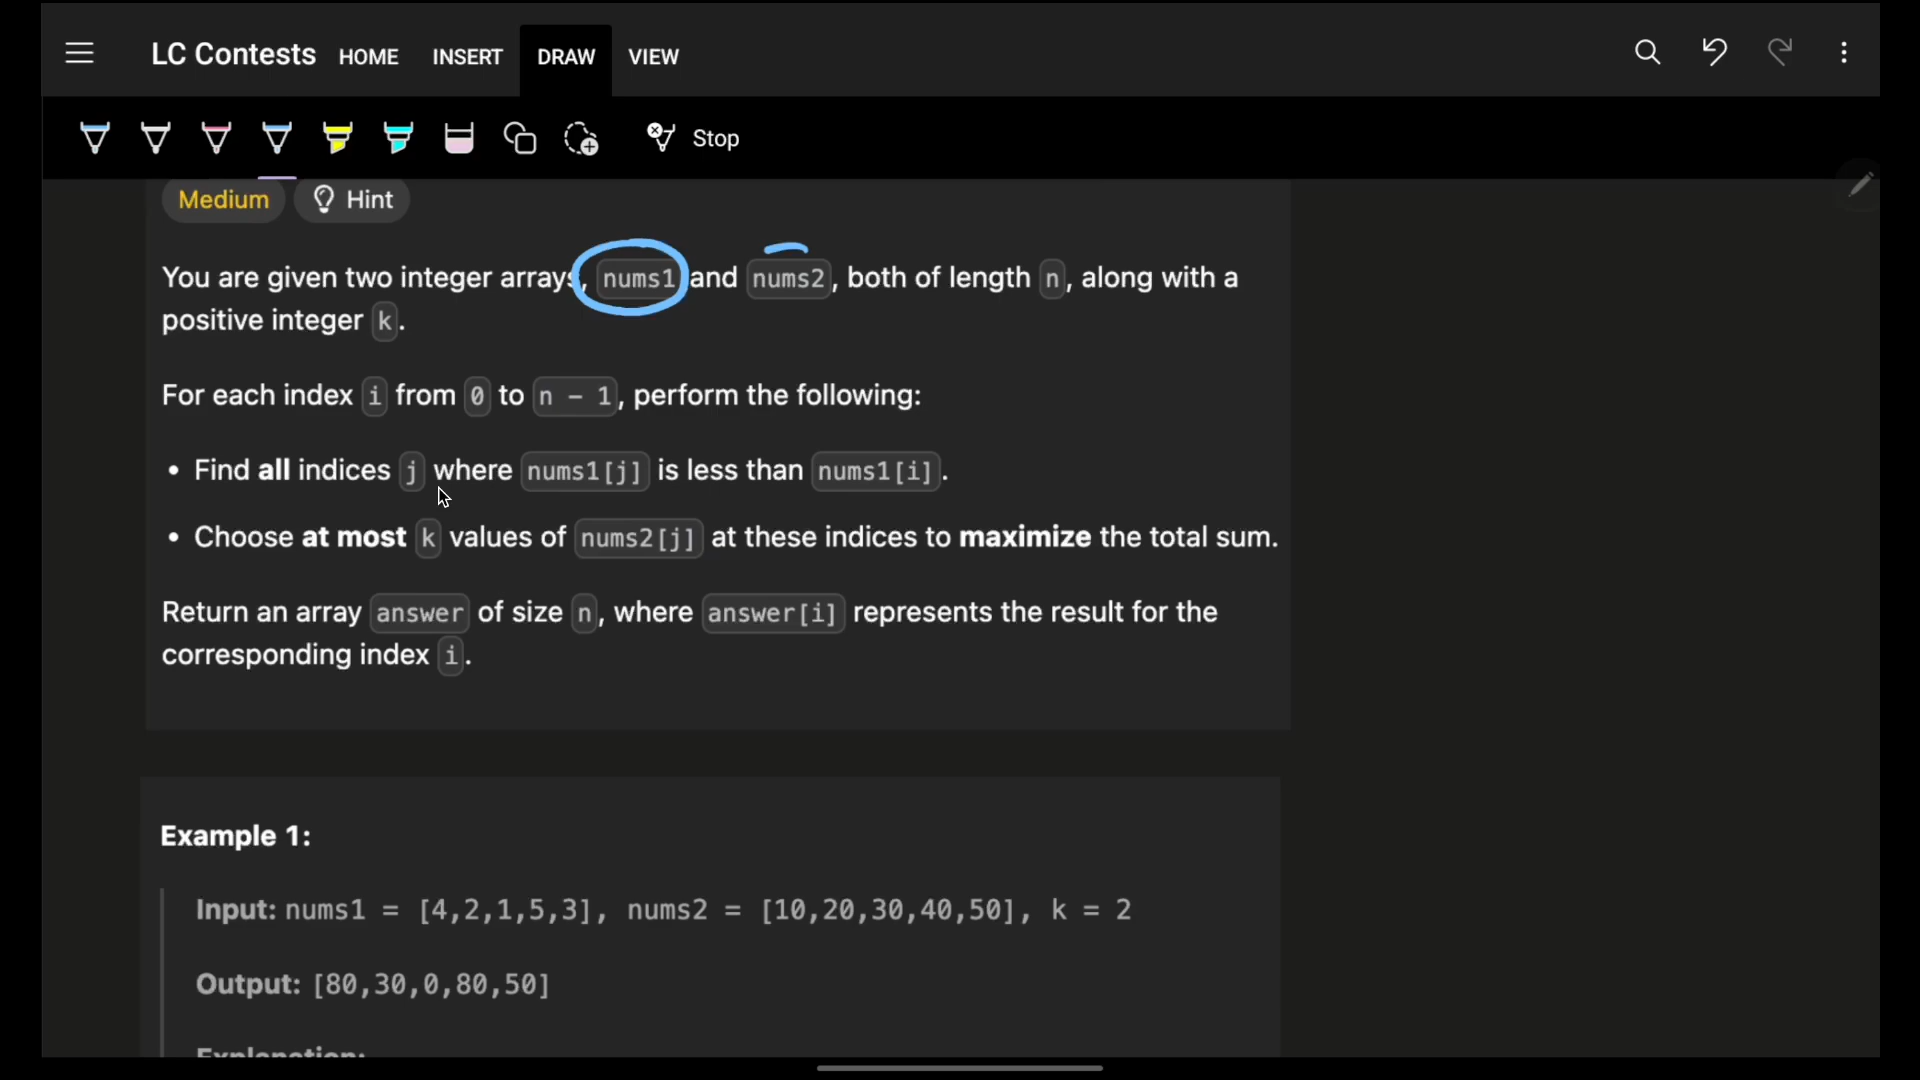 LC Contests HOME INSERT DRAW VIEW
Stop
Medium Hint
You are given two integer arrays, nums1 and nums2, both of length n, along with a
positive integer k.
For each index i from 0 to n - 1, perform the following:
• Find all indices j where nums1[j] is less than nums1[i].
• Choose at most k values of nums2[j] at these indices to maximize the total sum.
Return an array answer of size n, where answer[i] represents the result for the
corresponding index i.
Example 1:
Input: nums1 = [4,2,1,5,3], nums2 = [10,20,30,40,50], k = 2
Output: [80,30,0,80,50]
Explanation: